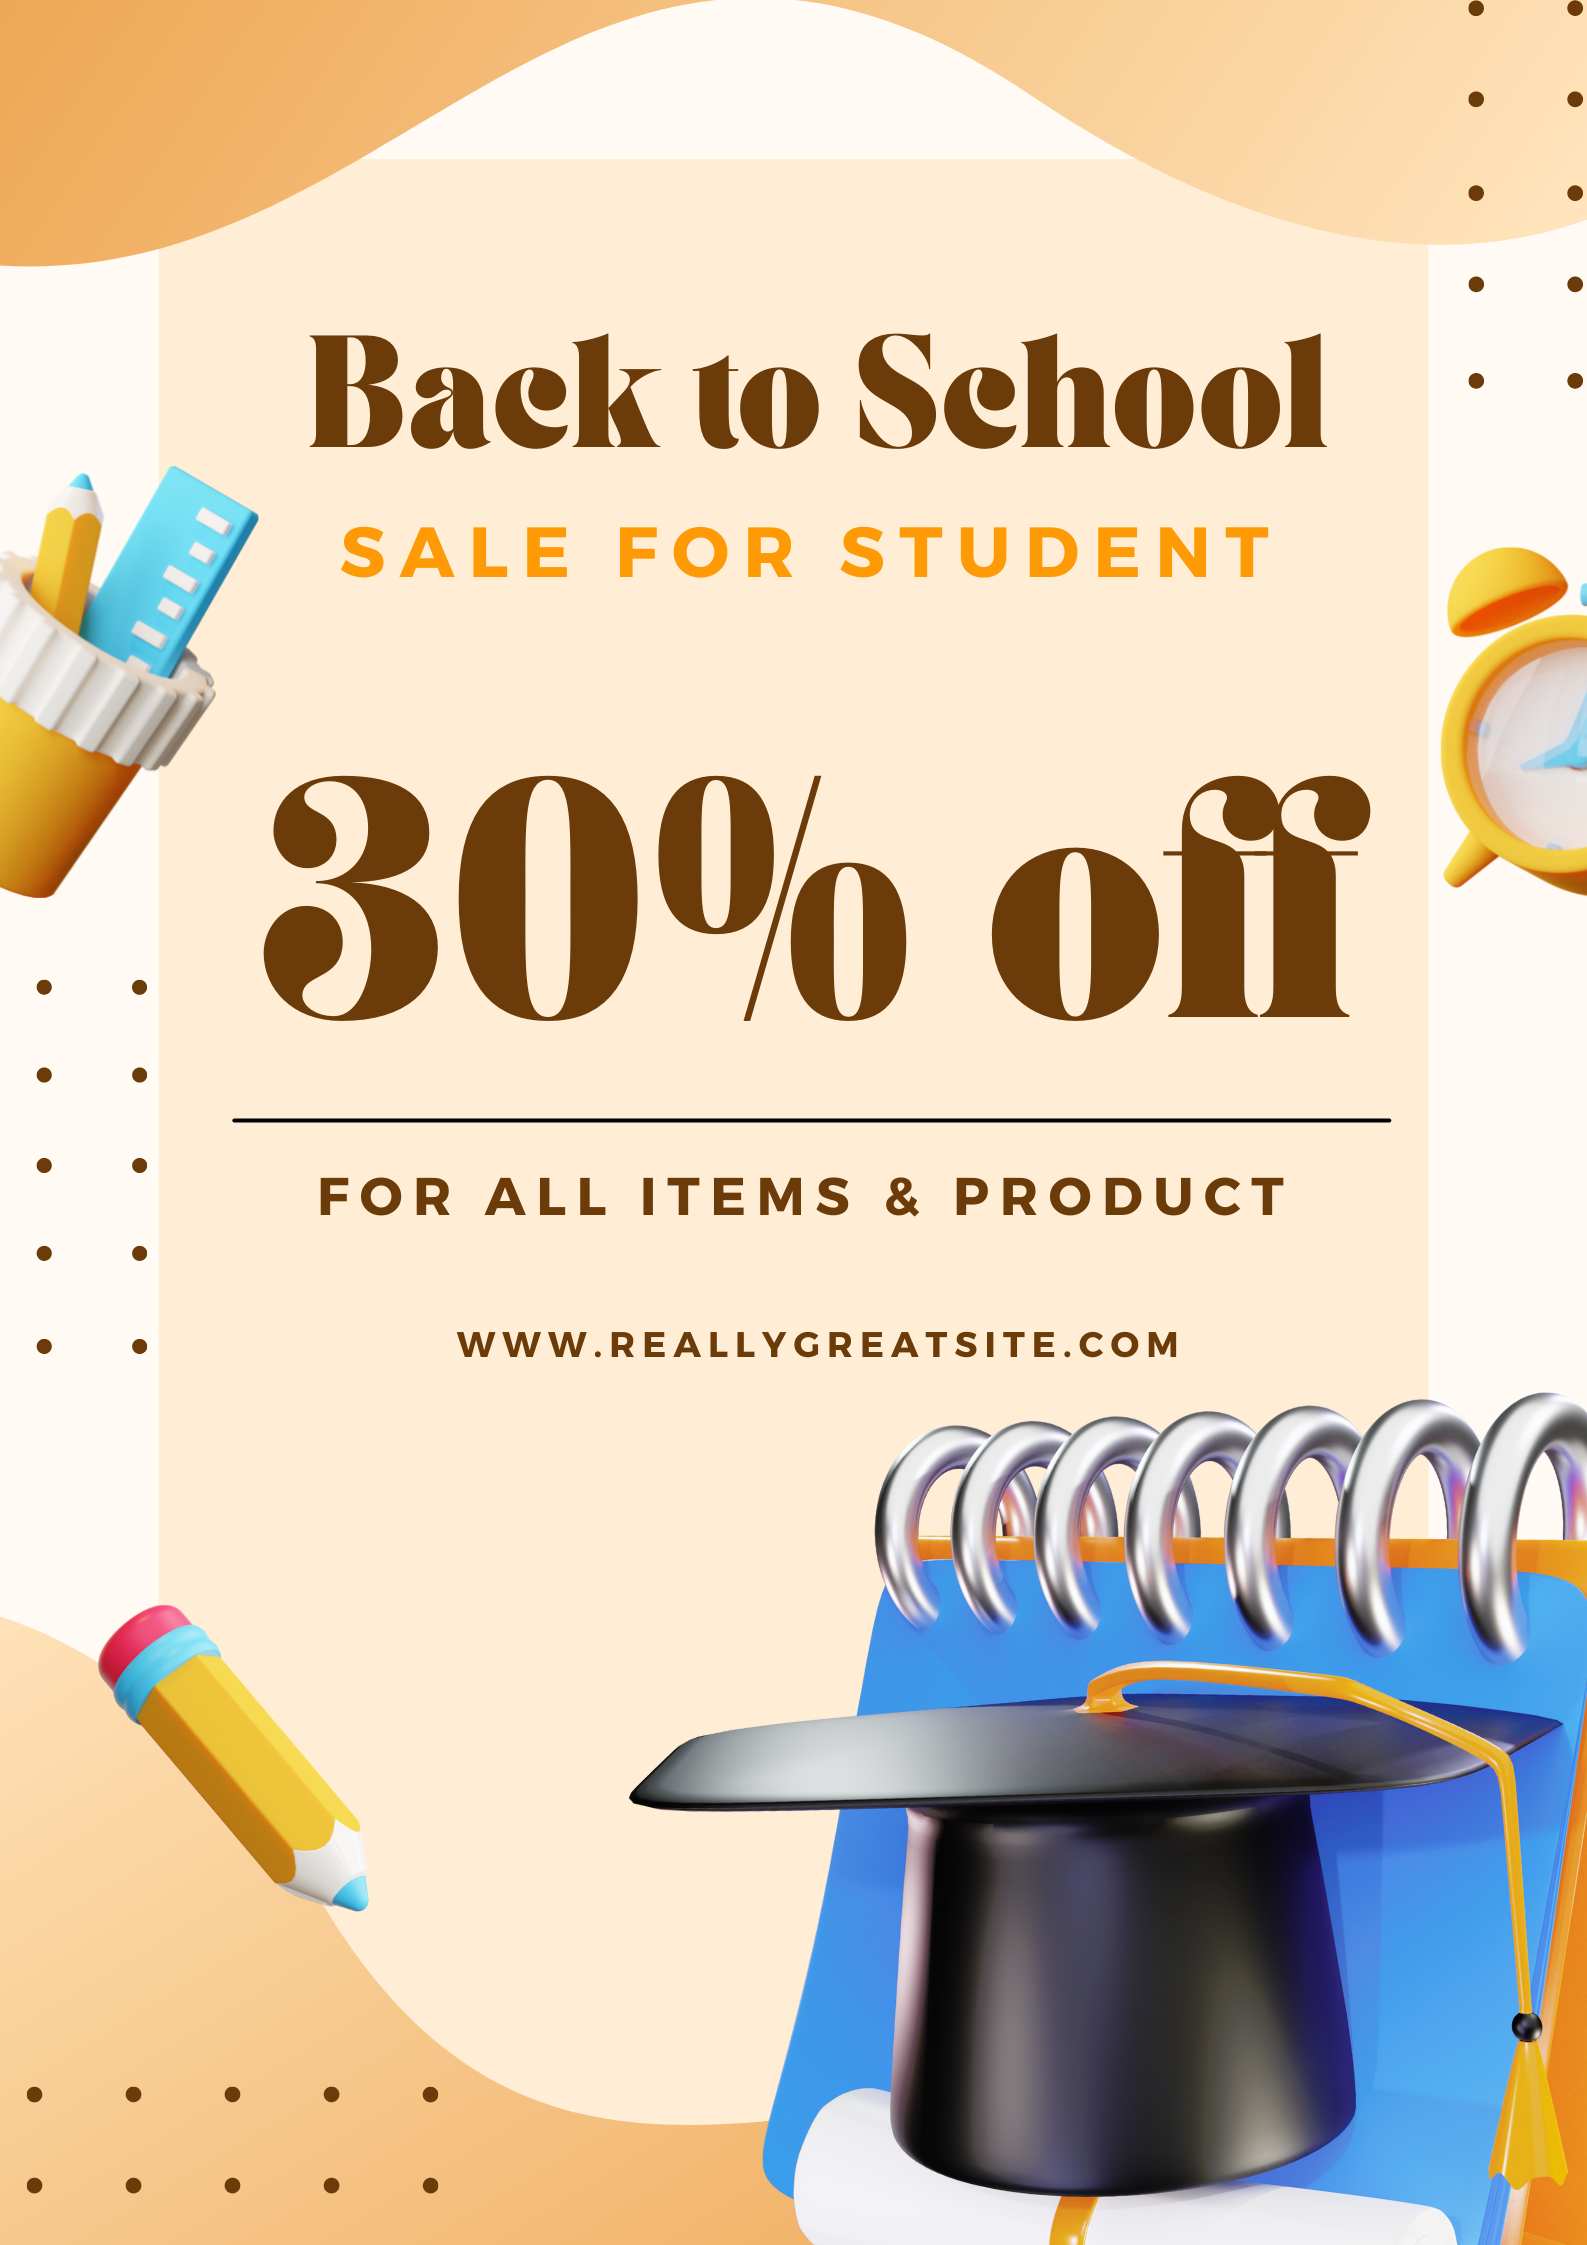 Back to School
SALE FOR STUDENT
30% off
FOR ALL ITEMS & PRODUCT
WWW.REALLYGREATSITE.COM